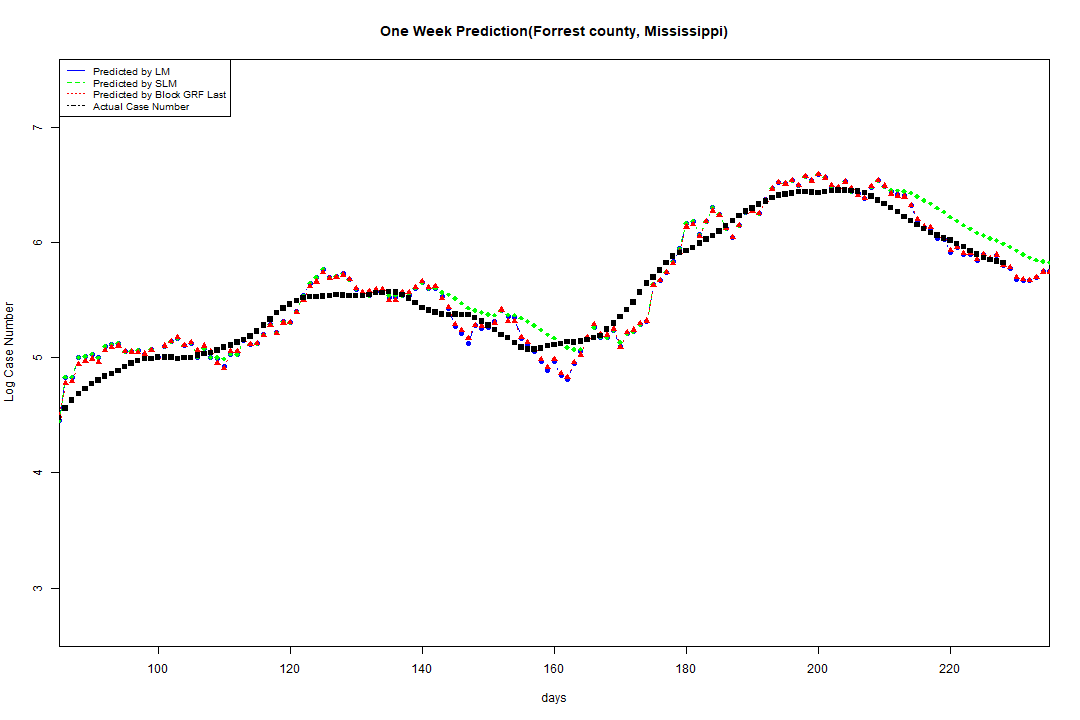 One Week Prediction(Forrest county, Mississippi)
Predicted by LM
Predicted by SLM
Predicted by Block GRF Last
Actual Case Number
7
6
5
4
3
Log Case Number
100 120 140 160 180 200 220
days